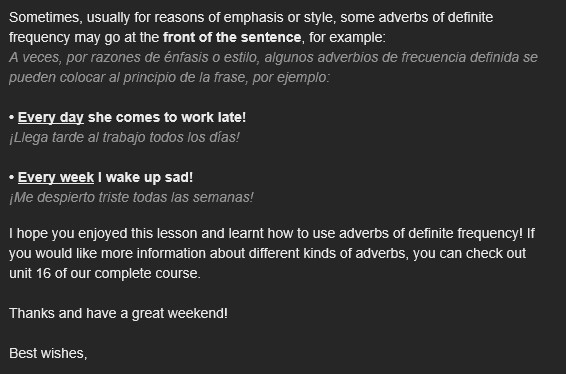 Sometimes, usually for reasons of emphasis or style, some adverbs of definite
frequency may go at the front of the sentence, for example:
A veces, por razones de énfasis o estilo, algunos adverbios de frecuencia definida se
pueden colocar al principio de la frase, por ejemplo:
• Every day she comes to work late!
¡Llega tarde al trabajo todos los días!
• Every week I wake up sad!
¡Me despierto triste todas las semanas!
I hope you enjoyed this lesson and learnt how to use adverbs of definite frequency! If
you would like more information about different kinds of adverbs, you can check out
unit 16 of our complete course.
Thanks and have a great weekend!
Best wishes,